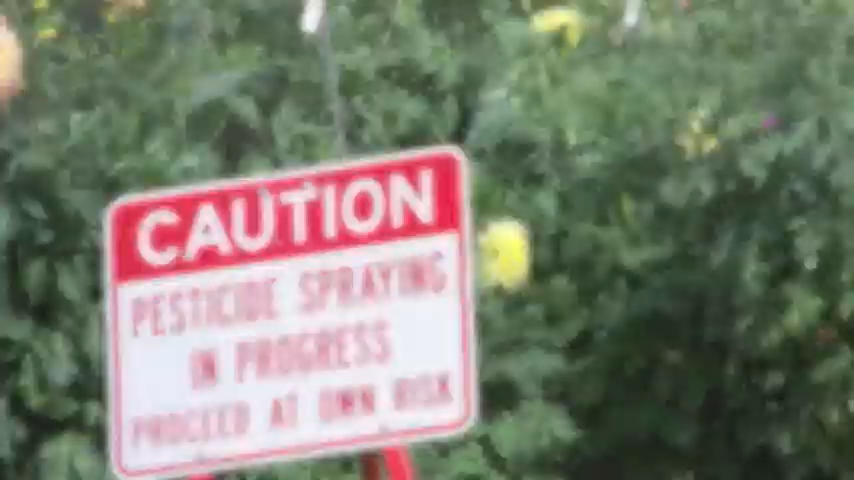 CAUTION
PESTICIDE SPRAYING
IN PROGRESS
PROCEED AT OWN RISK